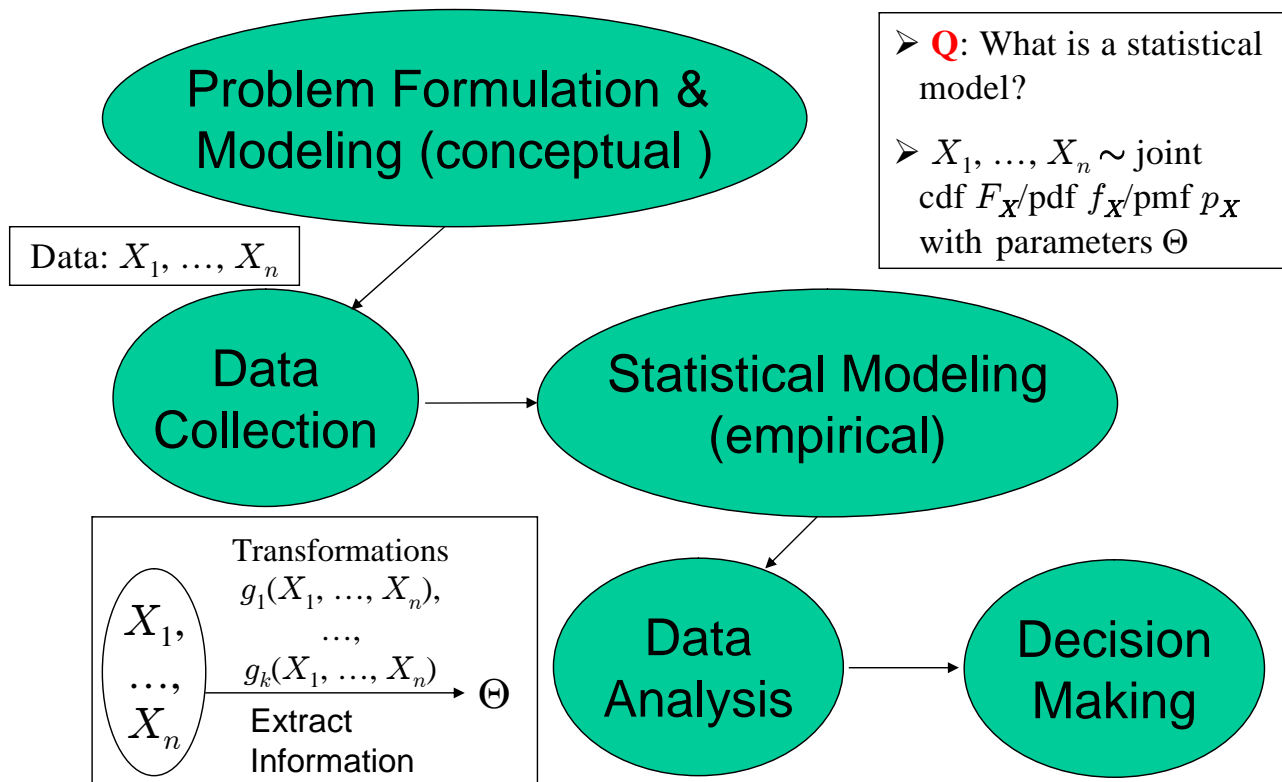 Problem Formulation &
Modeling (conceptual )
➢ Q: What is a statistical
model?
➢ X₁, …, Xₙ ~ joint
cdf F_X/pdf f_X/pmf p_X
with parameters Θ
Data: X₁, …, Xₙ
Data
Collection
Statistical Modeling
(empirical)
Transformations
g₁(X₁, …, Xₙ),
…,
gₖ(X₁, …, Xₙ)
X₁,
…,
Xₙ
Θ
Extract
Information
Data
Analysis
Decision
Making